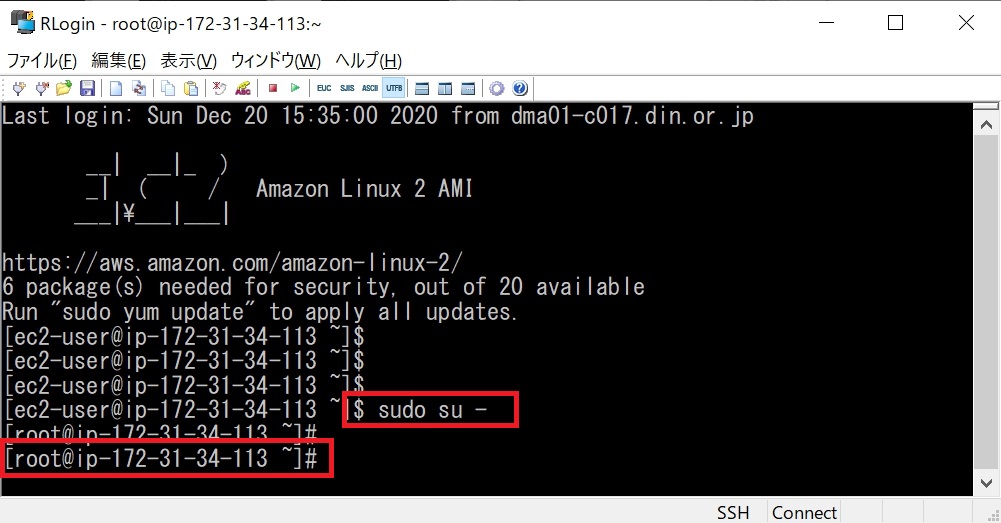 RLogin - root@ip-172-31-34-113:~
ファイル(F) 編集(E) 表示(V) ウィンドウ(W) ヘルプ(H)
EUC SJIS ASCII UTF8
Last login: Sun Dec 20 15:35:00 2020 from dma01-c017.din.or.jp
__|  __|_  )
_|  (     /   Amazon Linux 2 AMI
___|¥___|___|
https://aws.amazon.com/amazon-linux-2/
6 package(s) needed for security, out of 20 available
Run "sudo yum update" to apply all updates.
[ec2-user@ip-172-31-34-113 ~]$
[ec2-user@ip-172-31-34-113 ~]$
[ec2-user@ip-172-31-34-113 ~]$
[ec2-user@ip-172-31-34-113 ~]$ sudo su -
[root@ip-172-31-34-113 ~]#
[root@ip-172-31-34-113 ~]#
SSH Connect